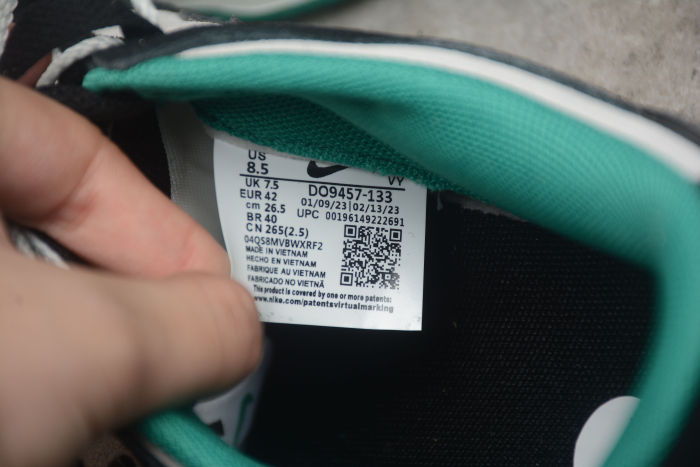 US
8.5
VY
UK 7.5
DO9457-133
EUR 42
01/09/23 02/13/23
cm 26.5
UPC 00196149222691
BR 40
CN 265(2.5)
04QS8MVBWXRF2
MADE IN VIETNAM
HECHO EN VIETNAM
FABRIQUE AU VIETNAM
FABRICADO NO VIETNÃ
This product is covered by one or more patents:
www.nike.com/patentsvirtualmarking